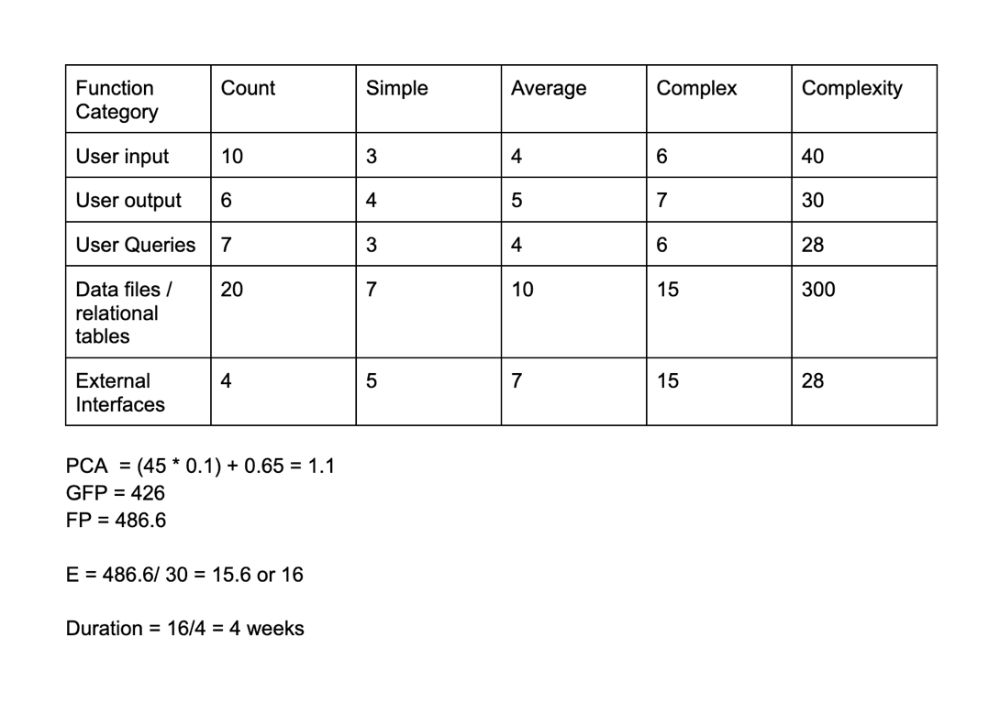 Function Category Count Simple Average Complex Complexity
User input 10 3 4 6 40
User output 6 4 5 7 30
User Queries 7 3 4 6 28
Data files / relational tables 20 7 10 15 300
External Interfaces 4 5 7 15 28
PCA = (45 * 0.1) + 0.65 = 1.1
GFP = 426
FP = 486.6
E = 486.6/ 30 = 15.6 or 16
Duration = 16/4 = 4 weeks